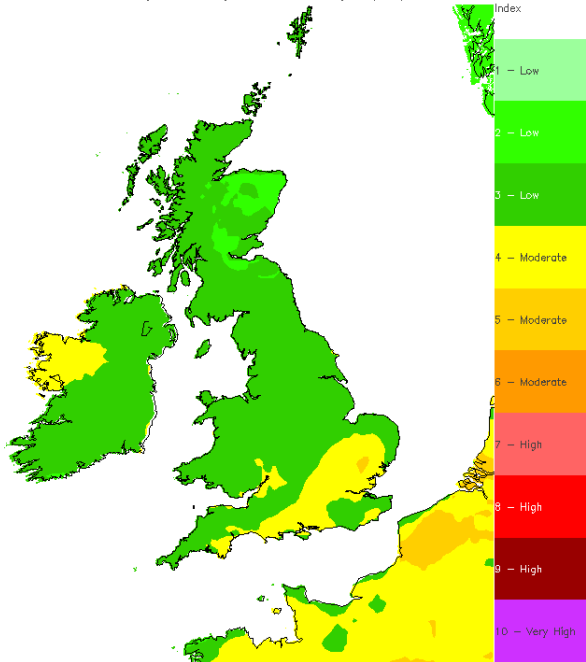 Index
1 - Low
2 - Low
3 - Low
4 - Moderate
5 - Moderate
6 - Moderate
7 - High
8 - High
9 - High
10 - Very High